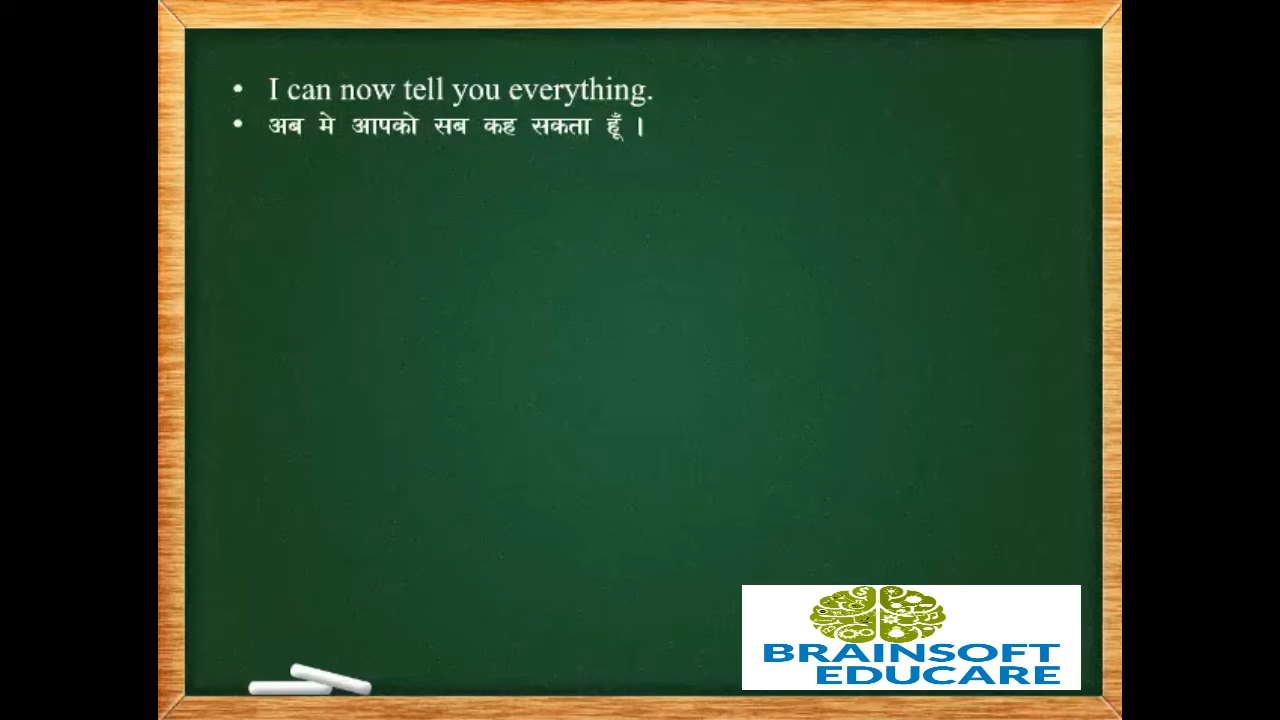 • I can now tell you everything.
• अब मे आपको सब कह सकता हूँ ।
BRAINSOFT
EDUCARE